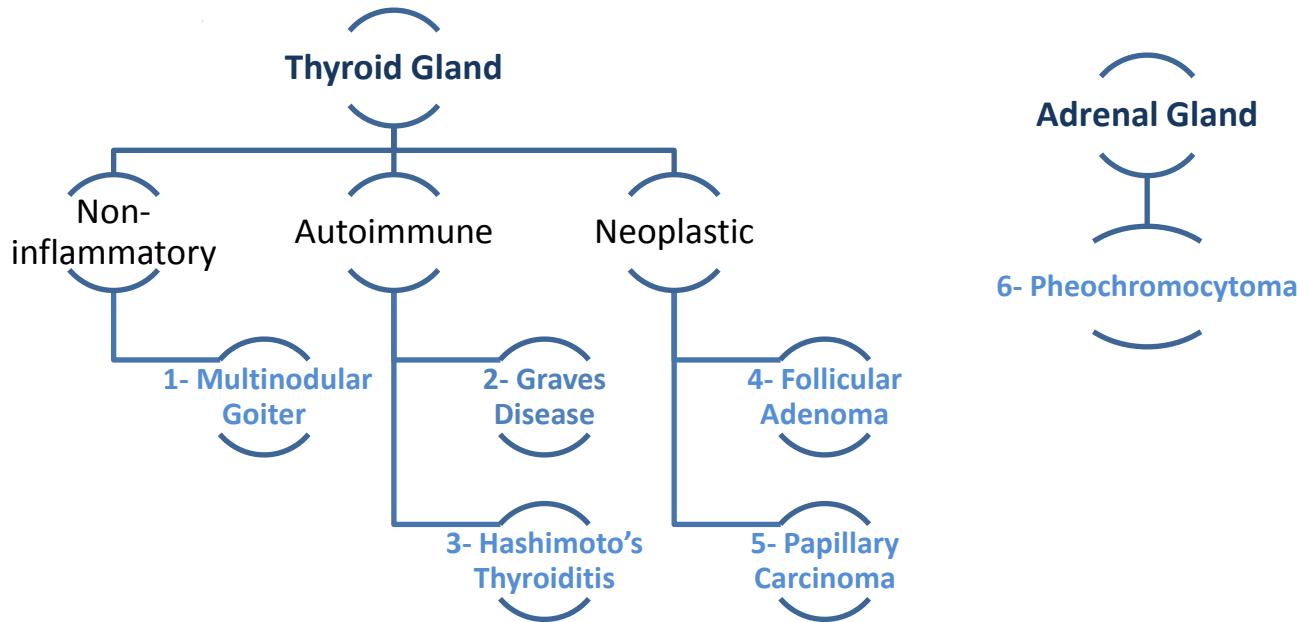 Thyroid Gland
Non-
inflammatory
Autoimmune
Neoplastic
1- Multinodular
Goiter
2- Graves
Disease
3- Hashimoto’s
Thyroiditis
4- Follicular
Adenoma
5- Papillary
Carcinoma
Adrenal Gland
6- Pheochromocytoma